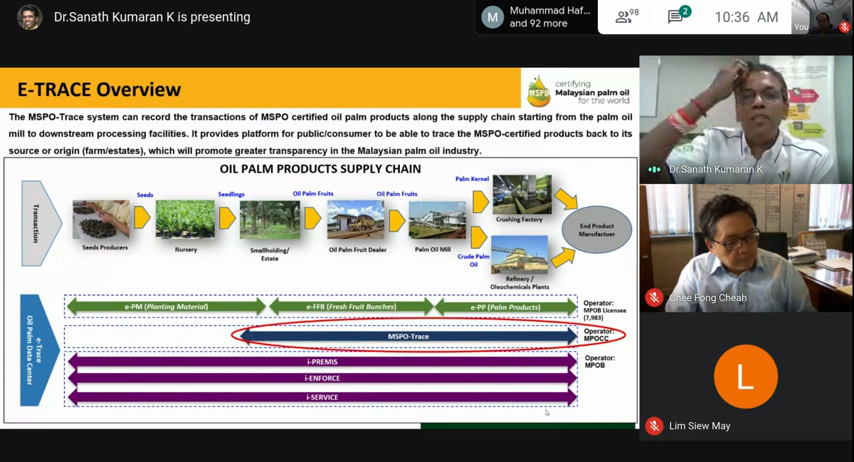 Dr.Sanath Kumaran K is presenting
M
Muhammad Haf...
and 92 more
98
2
10:36 AM
You
E-TRACE Overview
MSPO
certifying
Malaysian palm oil
for the world
The MSPO-Trace system can record the transactions of MSPO certified oil palm products along the supply chain starting from the palm oil
mill to downstream processing facilities. It provides platform for public/consumer to be able to trace the MSPO-certified products back to its
source or origin (farm/estates), which will promote greater transparency in the Malaysian palm oil industry.
OIL PALM PRODUCTS SUPPLY CHAIN
Transaction
Seeds
Seedlings
Oil Palm Fruits
Oil Palm Fruits
Palm Kernel
Crude Palm
Oil
Seeds Producers
Nursery
Smallholding/
Estate
Oil Palm Fruit Dealer
Palm Oil Mill
Crushing Factory
Refinery /
Oleochemicals Plants
End Product
Manufactuer
e-Trace
Oil Palm Data Center
e-PM (Planting Material)
e-FFB (Fresh Fruit Bunches)
e-PP (Palm Products)
Operator:
MPOB Licensee
(7,983)
MSPO-Trace
Operator:
MPOCC
i-PREMIS
i-ENFORCE
i-SERVICE
Operator:
MPOB
Dr.Sanath Kumaran K
Chee Fong Cheah
L
Lim Siew May